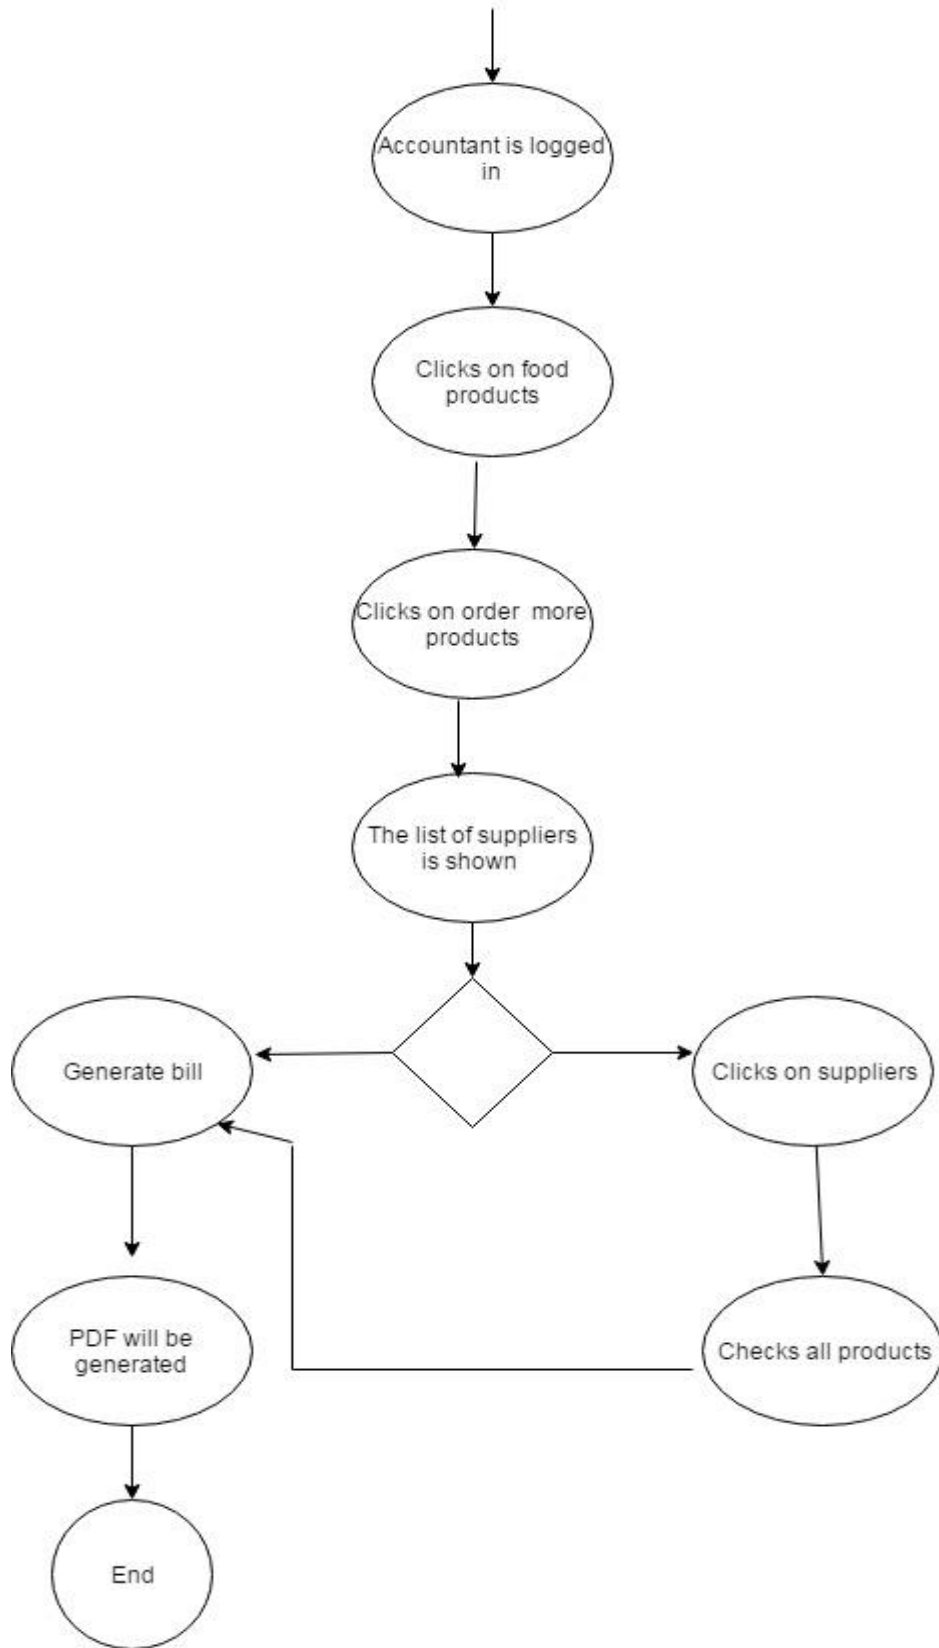 Accountant is logged
in
Clicks on food
products
Clicks on order  more
products
The list of suppliers
is shown
Generate bill
Clicks on suppliers
PDF will be
generated
Checks all products
End